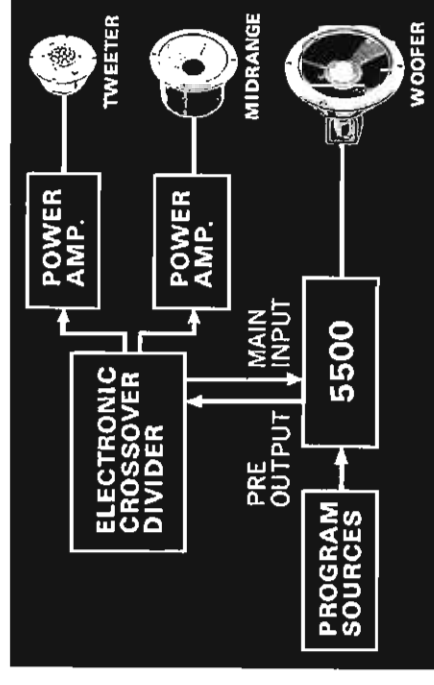 TWEETER
MIDRANGE
WOOFER
POWER
AMP.
POWER
AMP.
ELECTRONIC
CROSSOVER
DIVIDER
PRE
OUTPUT
MAIN
INPUT
5500
PROGRAM
SOURCES